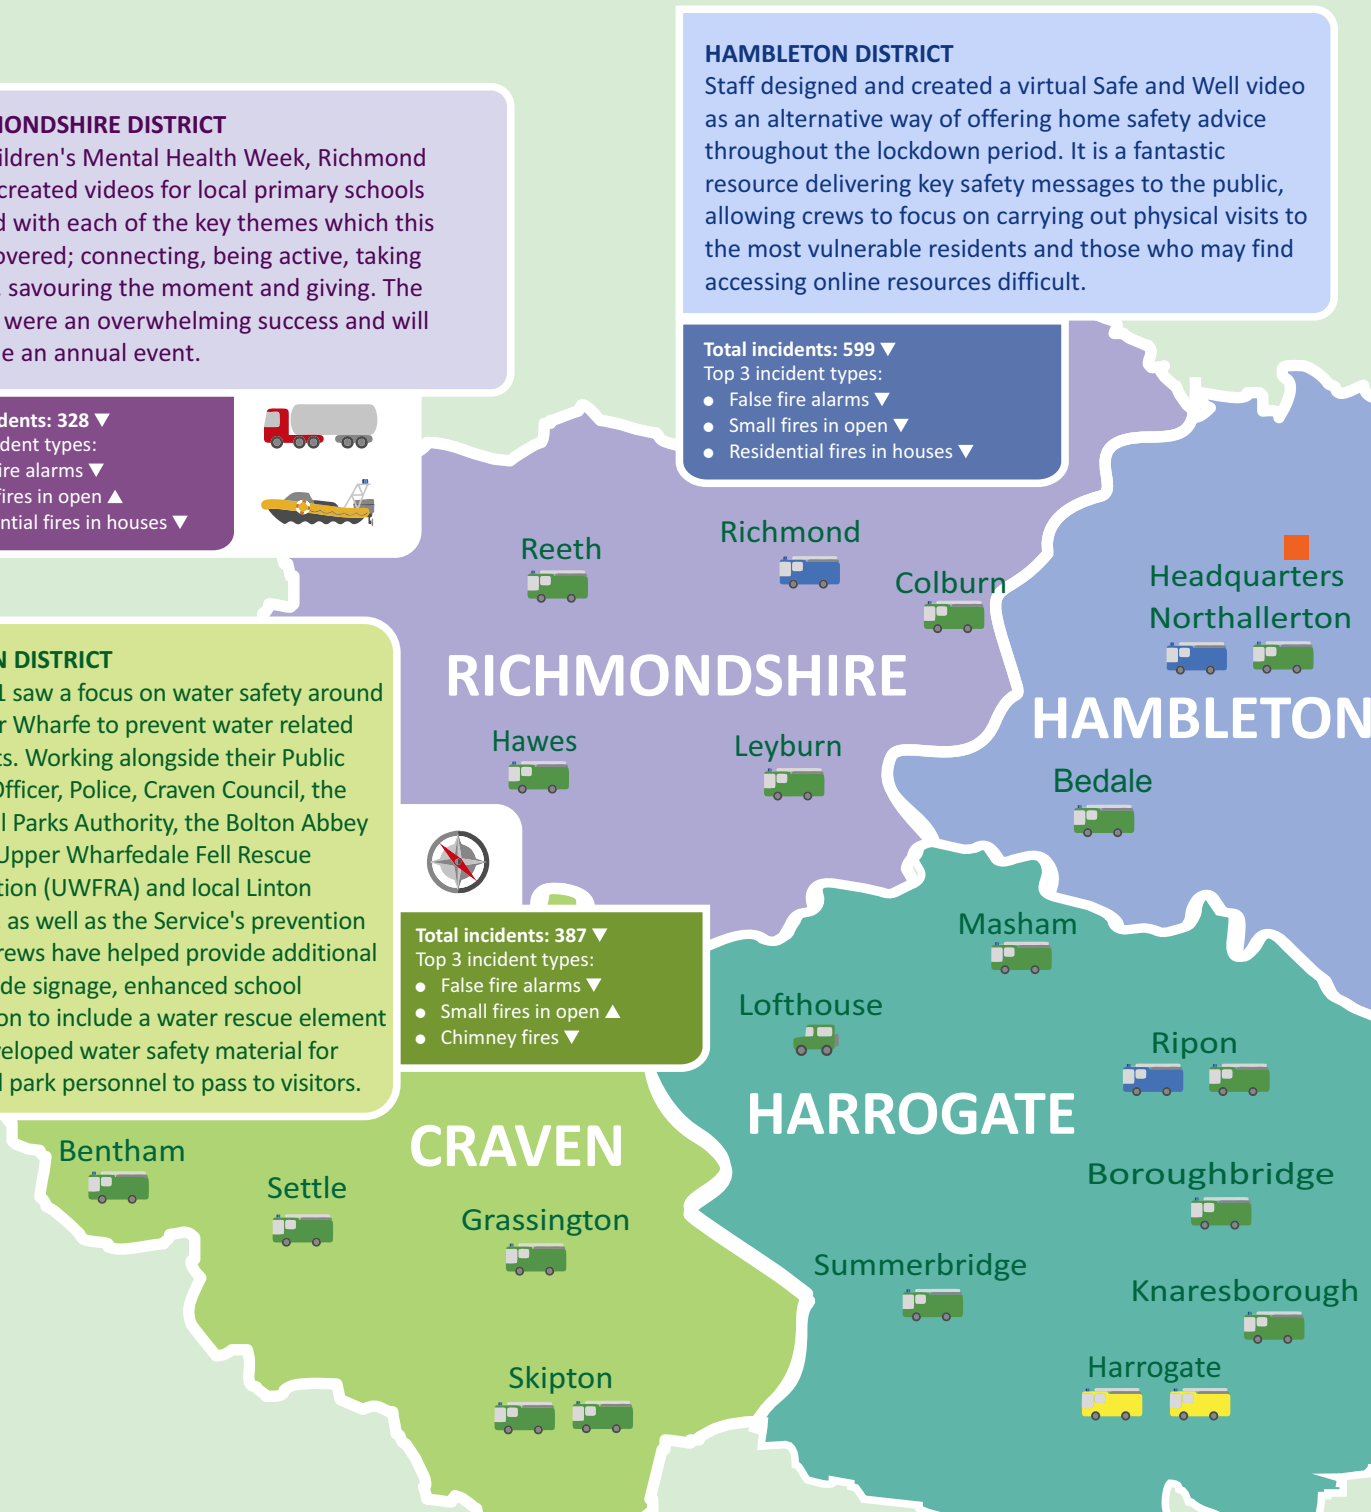 HAMBLETON DISTRICT
Staff designed and created a virtual Safe and Well video
as an alternative way of offering home safety advice
throughout the lockdown period. It is a fantastic
resource delivering key safety messages to the public,
allowing crews to focus on carrying out physical visits to
the most vulnerable residents and those who may find
accessing online resources difficult.
Total incidents: 599 ▼
Top 3 incident types:
● False fire alarms ▼
● Small fires in open ▼
● Residential fires in houses ▼
MONDSHIRE DISTRICT
ildren's Mental Health Week, Richmond
created videos for local primary schools
d with each of the key themes which this
overed; connecting, being active, taking
. savouring the moment and giving. The
were an overwhelming success and will
e an annual event.
idents: 328 ▼
ident types:
ire alarms ▼
fires in open ▲
ential fires in houses ▼
Reeth
Richmond
Colburn
RICHMONDSHIRE
Hawes
Leyburn
Headquarters
Northallerton
HAMBLETON
Bedale
N DISTRICT
1 saw a focus on water safety around
r Wharfe to prevent water related
ts. Working alongside their Public
Officer, Police, Craven Council, the
l Parks Authority, the Bolton Abbey
Upper Wharfedale Fell Rescue
tion (UWFRA) and local Linton
as well as the Service's prevention
rews have helped provide additional
de signage, enhanced school
on to include a water rescue element
veloped water safety material for
l park personnel to pass to visitors.
Total incidents: 387 ▼
Top 3 incident types:
● False fire alarms ▼
● Small fires in open ▲
● Chimney fires ▼
Masham
Lofthouse
Ripon
HARROGATE
Boroughbridge
Summerbridge
Knaresborough
Harrogate
CRAVEN
Bentham
Settle
Grassington
Skipton